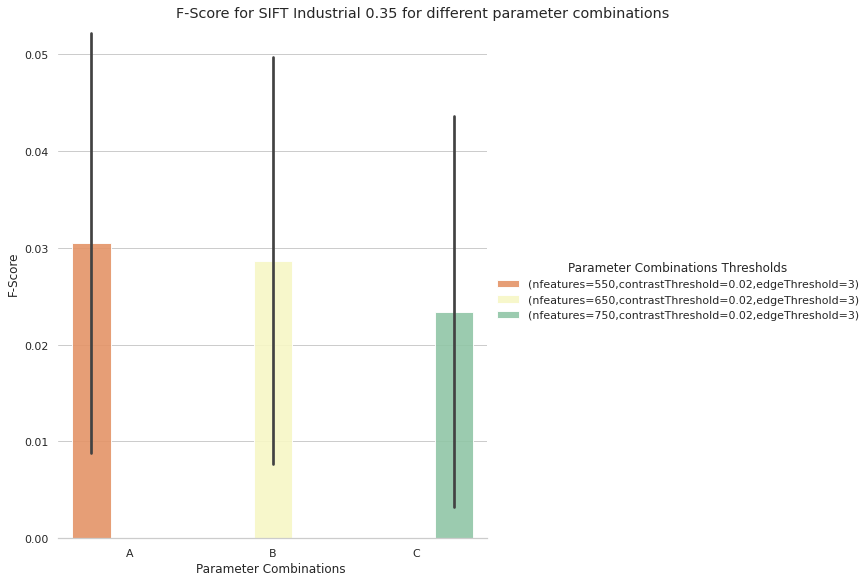 F-Score for SIFT Industrial 0.35 for different parameter combinations
0.05
0.04
0.03
0.02
0.01
0.00
F-Score
A
B
C
Parameter Combinations
Parameter Combinations Thresholds
(nfeatures=550,contrastThreshold=0.02,edgeThreshold=3)
(nfeatures=650,contrastThreshold=0.02,edgeThreshold=3)
(nfeatures=750,contrastThreshold=0.02,edgeThreshold=3)